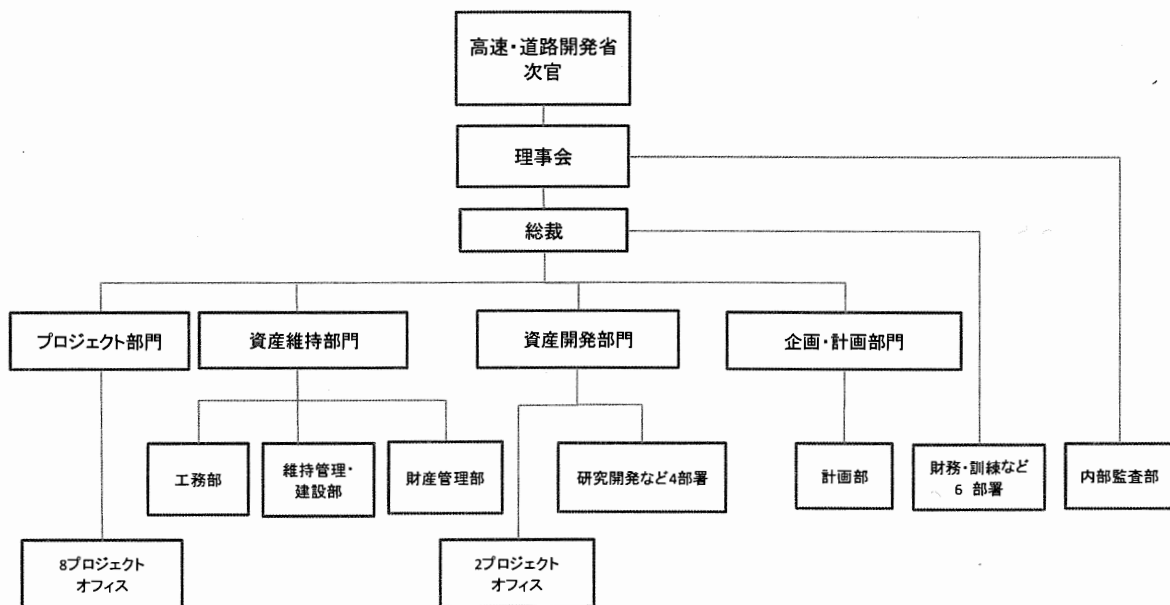 高速・道路開発省
次官
理事会
総裁
プロジェクト部門
資産維持部門
資産開発部門
企画・計画部門
工務部
維持管理・
建設部
財産管理部
研究開発など4部署
計画部
財務・訓練など
6 部署
内部監査部
8プロジェクト
オフィス
2プロジェクト
オフィス